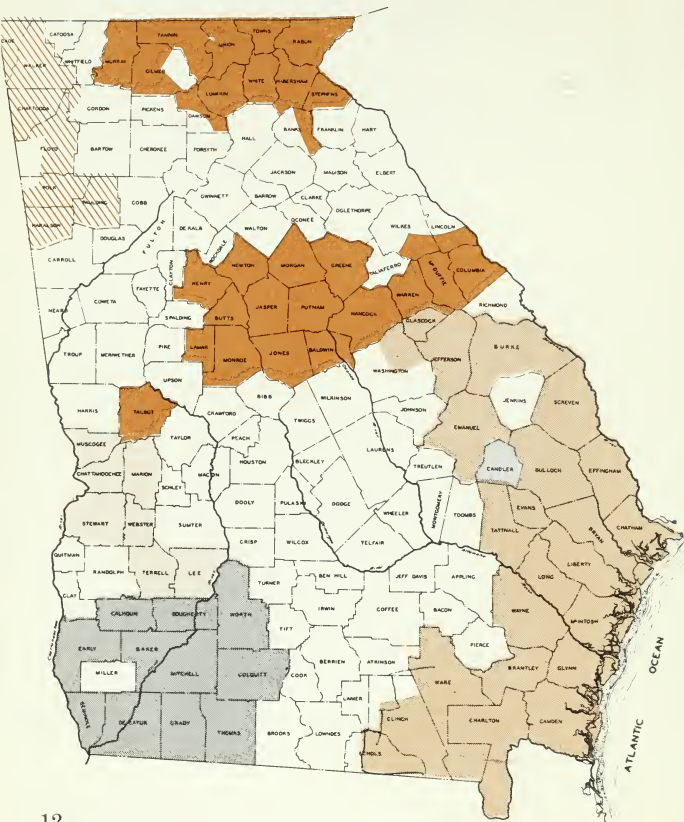 DADE
CATOOSA
WALKER
WHITFIELD
MURRAY
FANNIN
GILMER
UNION
TOWNS
RABUN
LUMPKIN
WHITE
HABERSHAM
STEPHENS
CHATTOOGA
GORDON
PICKENS
DAWSON
HALL
BANKS
FRANKLIN
HART
FLOYD
BARTOW
CHEROKEE
FORSYTH
JACKSON
MADISON
ELBERT
POLK
PAULDING
COBB
GWINNETT
BARROW
CLARKE
OCONEE
OGLETHORPE
HARALSON
DOUGLAS
FULTON
DE KALB
ROCKDALE
WALTON
WILKES
LINCOLN
CARROLL
CLAYTON
HENRY
NEWTON
MORGAN
GREENE
TALIAFERRO
WARREN
McDUFFIE
COLUMBIA
RICHMOND
HEARD
COWETA
FAYETTE
SPALDING
BUTTS
JASPER
PUTNAM
HANCOCK
GLASCOCK
JEFFERSON
BURKE
TROUP
MERIWETHER
PIKE
LAMAR
MONROE
JONES
BALDWIN
WASHINGTON
UPSON
BIBB
WILKINSON
JOHNSON
JENKINS
SCREVEN
HARRIS
TALBOT
CRAWFORD
TWIGGS
EMANUEL
MUSCOGEE
TAYLOR
PEACH
HOUSTON
BLECKLEY
LAURENS
TREUTLEN
CANDLER
BULLOCH
EFFINGHAM
CHATTAHOOCHEE
MARION
SCHLEY
MACON
DOOLY
PULASKI
DODGE
WHEELER
MONTGOMERY
TOOMBS
EVANS
TATTNALL
BRYAN
CHATHAM
STEWART
WEBSTER
SUMTER
CRISP
WILCOX
TELFAIR
LIBERTY
LONG
QUITMAN
RANDOLPH
TERRELL
LEE
TURNER
BEN HILL
JEFF DAVIS
APPLING
WAYNE
McINTOSH
CLAY
CALHOUN
DOUGHERTY
WORTH
TIFT
IRWIN
COFFEE
BACON
PIERCE
EARLY
BAKER
MITCHELL
COLQUITT
COOK
BERRIEN
ATKINSON
WARE
BRANTLEY
GLYNN
MILLER
LANIER
CLINCH
CHARLTON
CAMDEN
SEMINOLE
DECATUR
GRADY
THOMAS
BROOKS
LOWNDES
ECHOLS
ATLANTIC
OCEAN
12